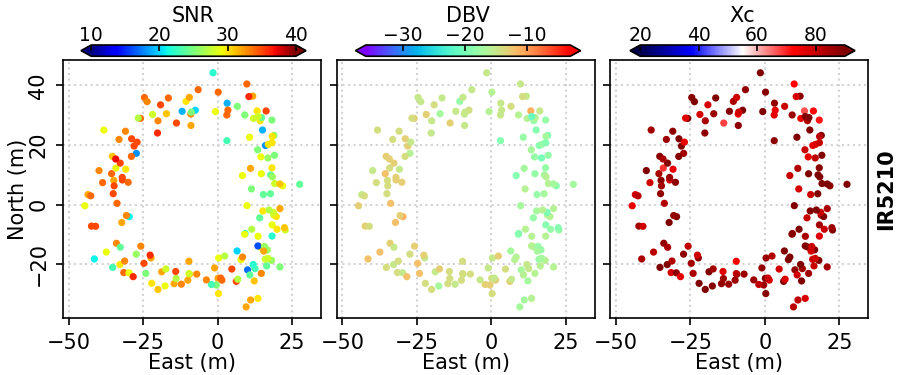 SNR DBV Xc
10 20 30 40 −30 −20 −10 20 40 60 80
40
20
0
−20
North (m)
IR5210
−50 −25 0 25 −50 −25 0 25 −50 −25 0 25
East (m) East (m) East (m)